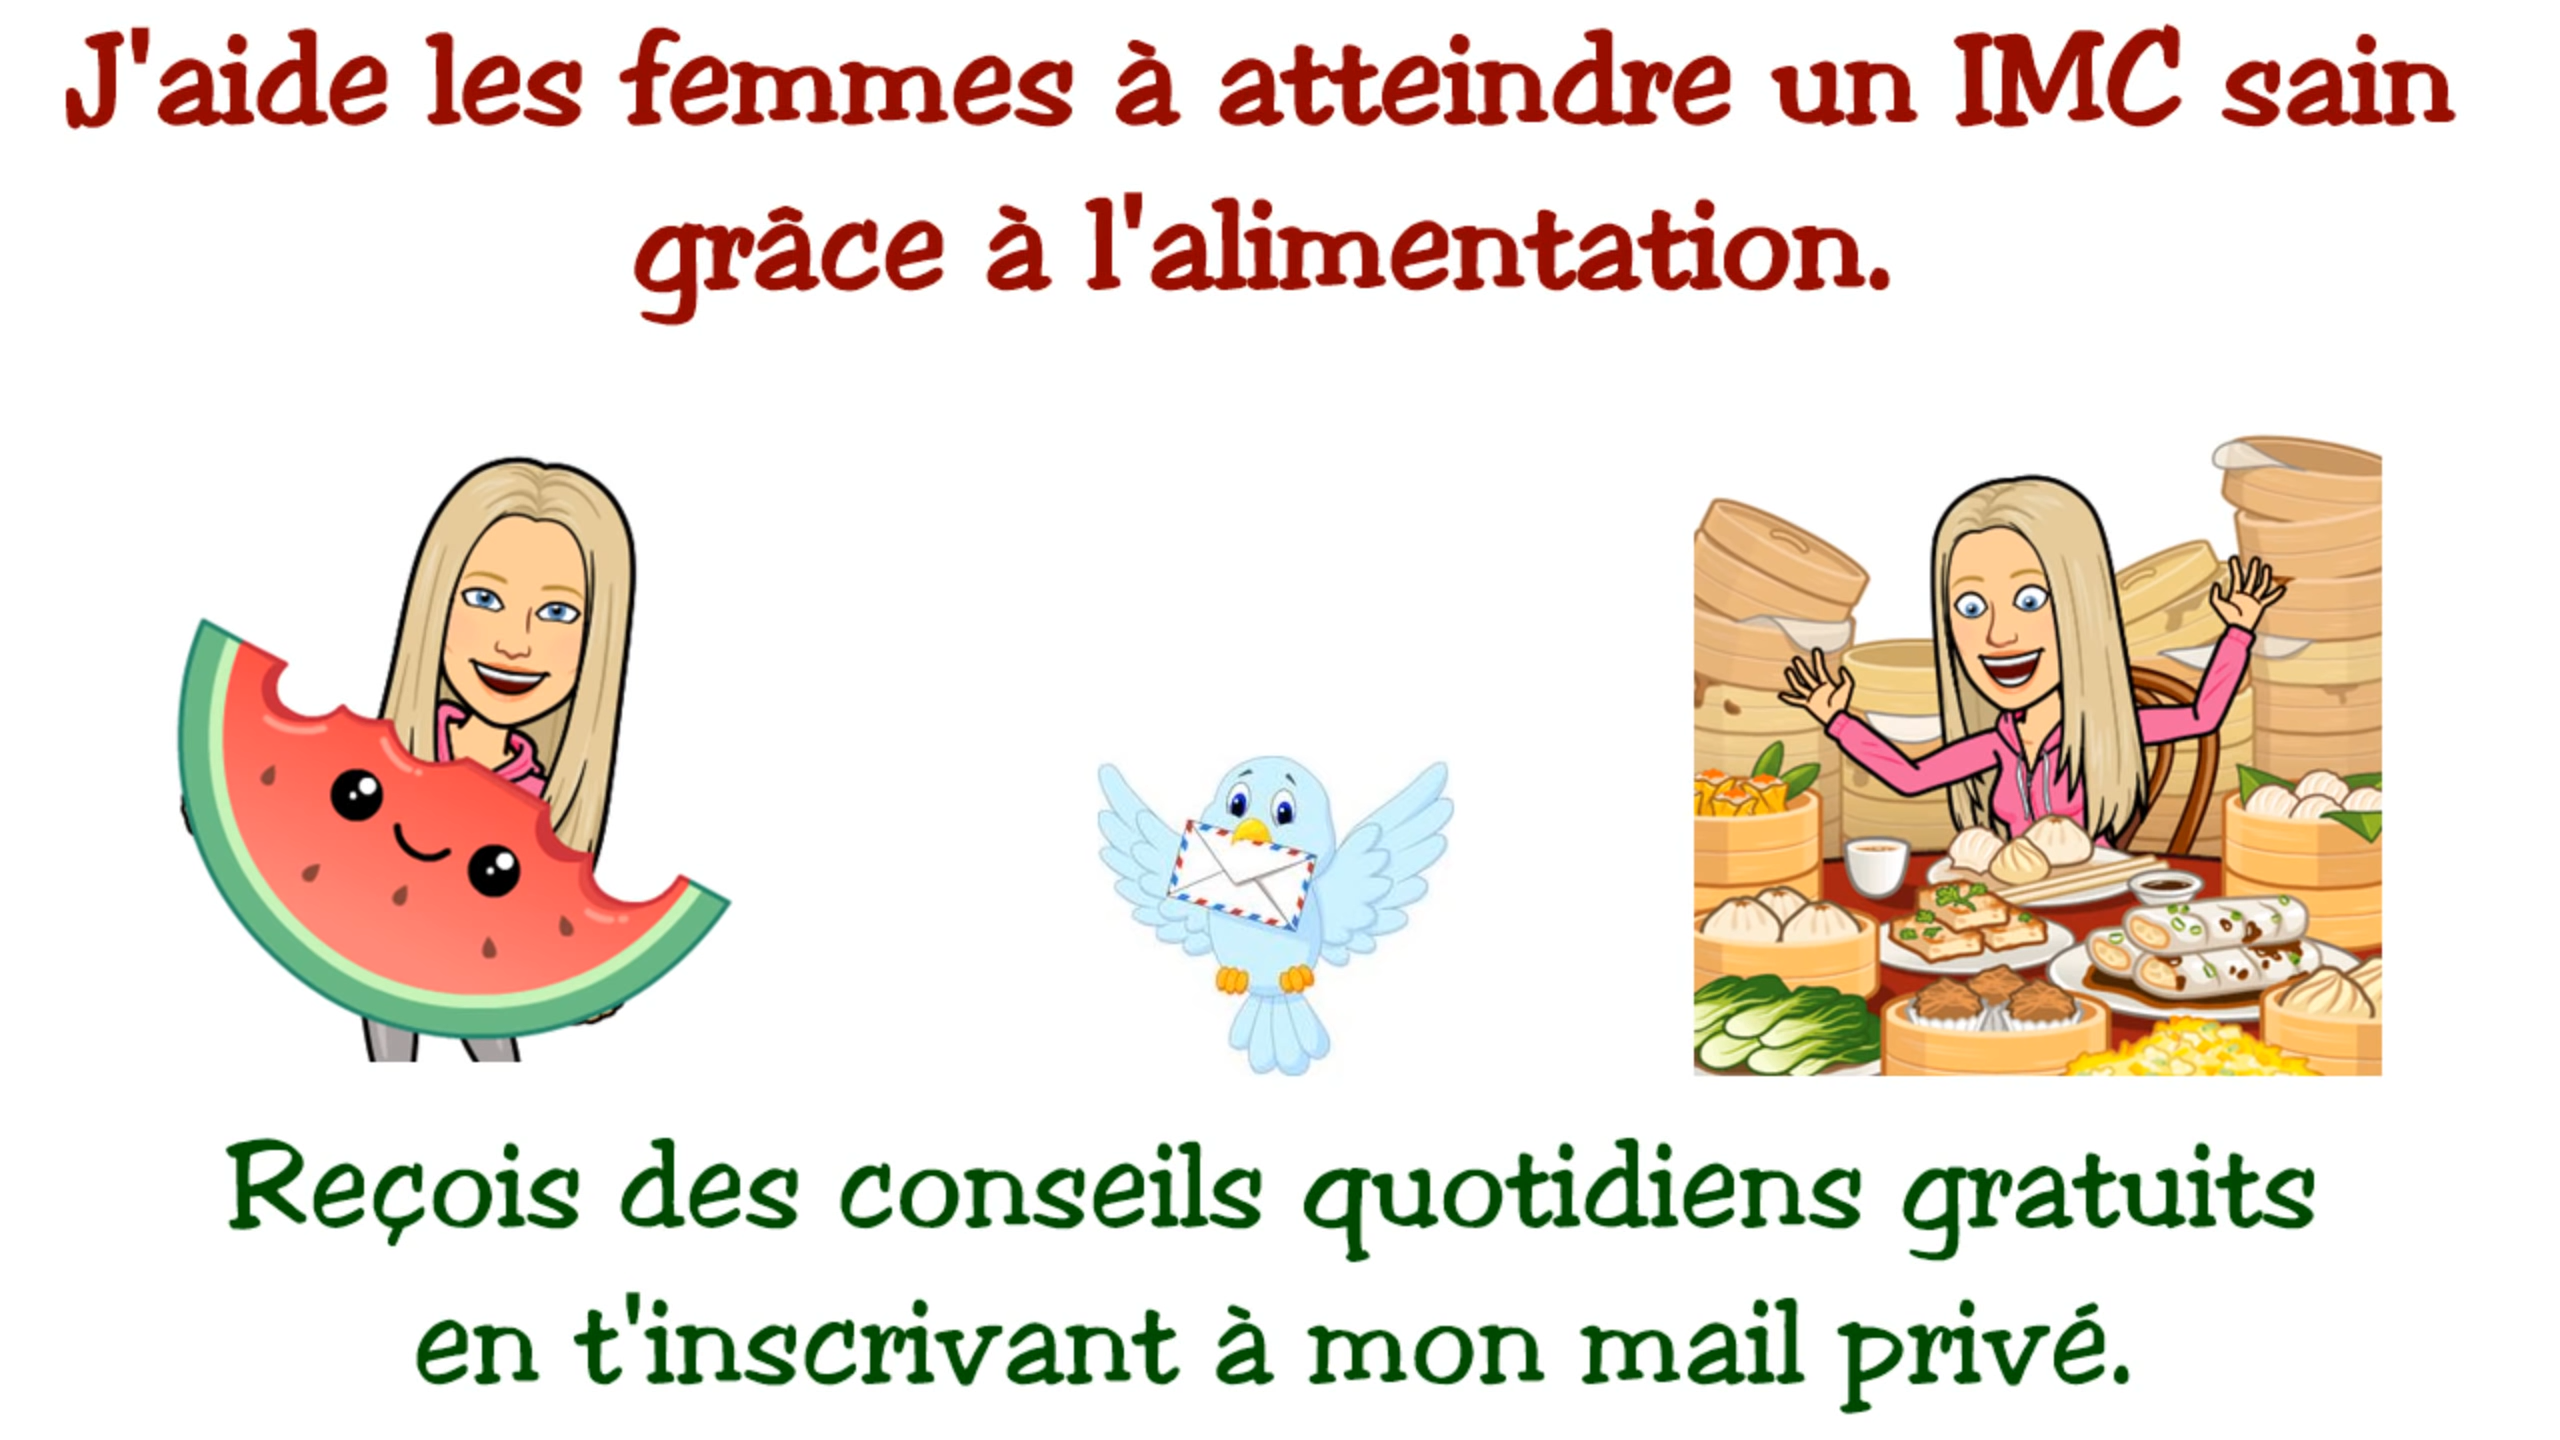 J'aide les femmes à atteindre un IMC sain
grâce à l'alimentation.
Reçois des conseils quotidiens gratuits
en t'inscrivant à mon mail privé.